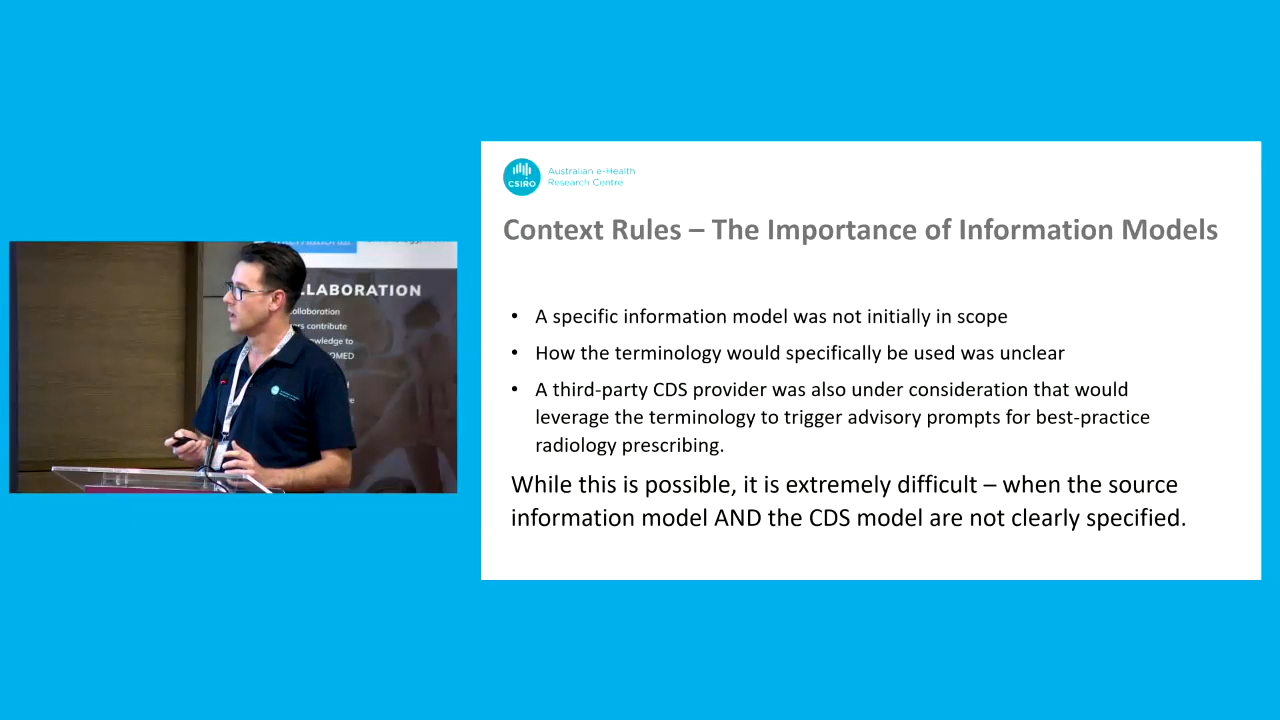 LLABORATION
ollaboration
rs contribute
owledge to
OMED
CSIRO
Australian e-Health
Research Centre
Context Rules – The Importance of Information Models
• A specific information model was not initially in scope
• How the terminology would specifically be used was unclear
• A third-party CDS provider was also under consideration that would
leverage the terminology to trigger advisory prompts for best-practice
radiology prescribing.
While this is possible, it is extremely difficult – when the source
information model AND the CDS model are not clearly specified.